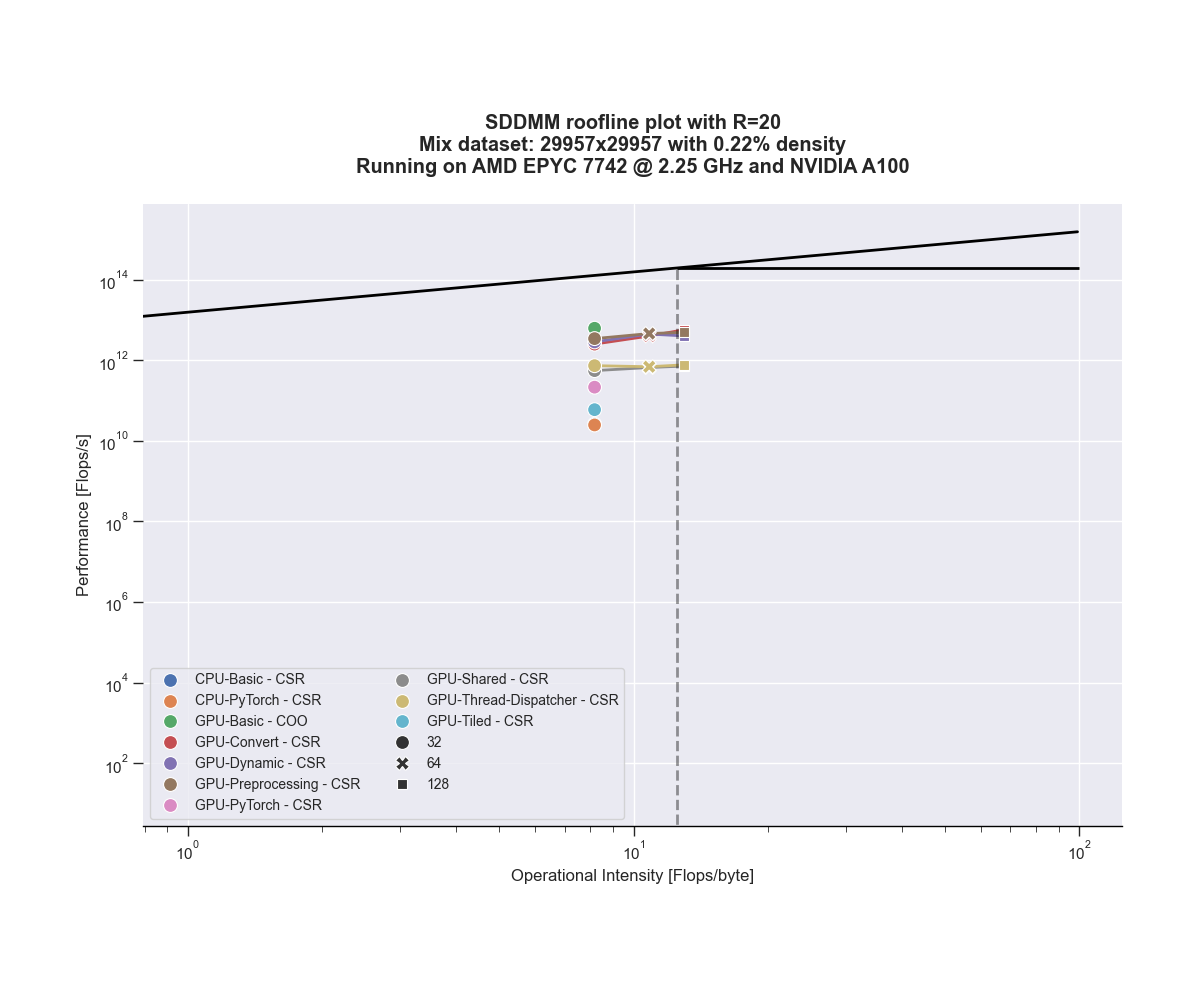 SDDMM roofline plot with R=20
Mix dataset: 29957x29957 with 0.22% density
Running on AMD EPYC 7742 @ 2.25 GHz and NVIDIA A100
Performance [Flops/s]
10^14
10^12
10^10
10^8
10^6
10^4
10^2
CPU-Basic - CSR
CPU-PyTorch - CSR
GPU-Basic - COO
GPU-Convert - CSR
GPU-Dynamic - CSR
GPU-Preprocessing - CSR
GPU-PyTorch - CSR
GPU-Shared - CSR
GPU-Thread-Dispatcher - CSR
GPU-Tiled - CSR
32
64
128
10^0
10^1
10^2
Operational Intensity [Flops/byte]